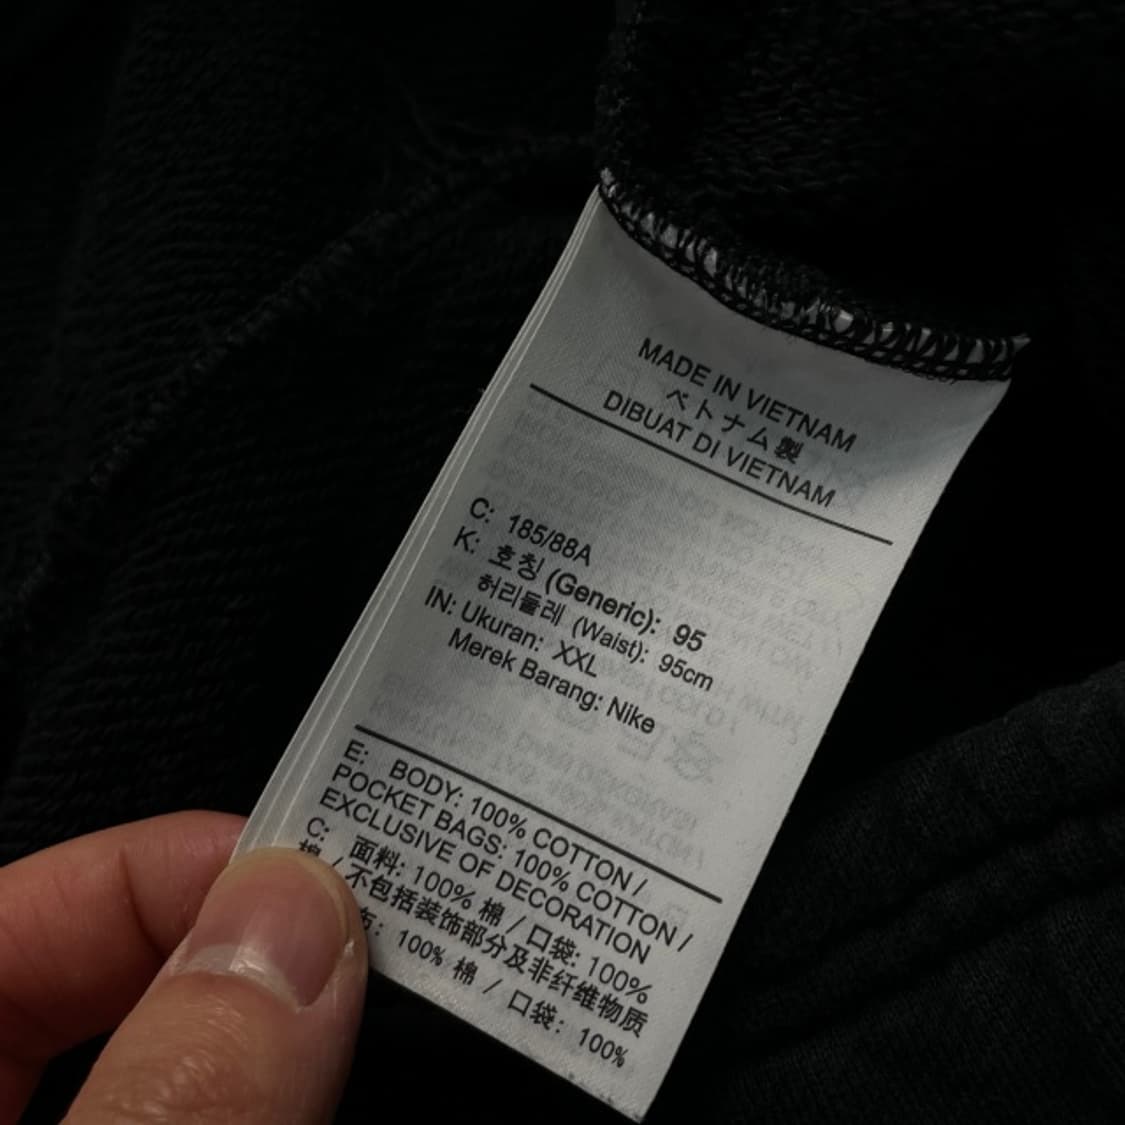 MADE IN VIETNAM
ベトナム製
DIBUAT DI VIETNAM
C: 185/88A
K: 호칭 (Generic): 95
허리둘레 (Waist): 95cm
IN: Ukuran: XXL
Merek Barang: Nike
E: BODY: 100% COTTON /
POCKET BAGS: 100% COTTON /
EXCLUSIVE OF DECORATION
C: 面料: 100% 棉 / 口袋: 100%
棉 / 不包括装饰部分及非纤维物质
布: 100% 棉 / 口袋: 100%